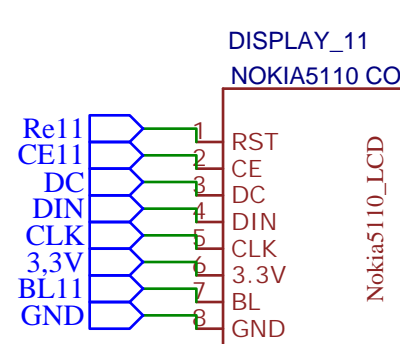 DISPLAY_11
NOKIA5110 CO
Re11 1 RST
CE11 2 CE
DC 3 DC
DIN 4 DIN
CLK 5 CLK
3,3V 6 3.3V
BL11 7 BL
GND 8 GND
Nokia5110_LCD